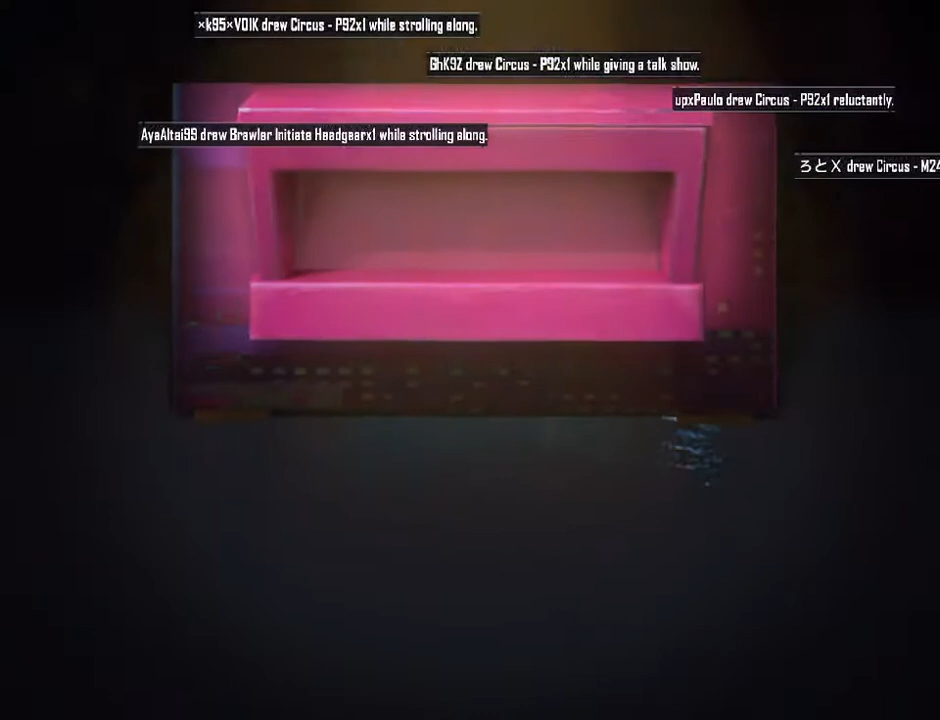 ×k95×VOIK drew Circus - P92x1 while strolling along.
GhK9Z drew Circus - P92x1 while giving a talk show.
upxPaulo drew Circus - P92x1 reluctantly.
AyaAltai99 drew Brawler Initiate Headgearx1 while strolling along.
ろとX drew Circus - M24